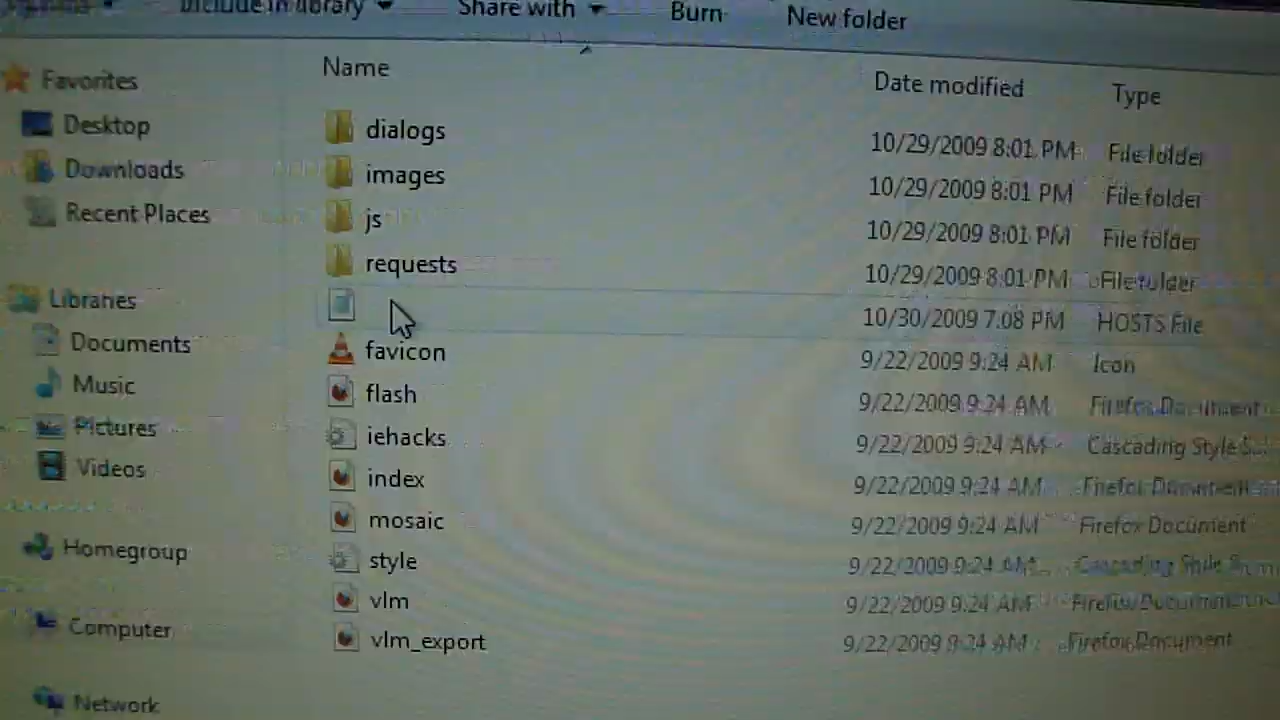 Include in library Share with Burn New folder
Name Date modified Type
Favorites
Desktop
Downloads
Recent Places
Libraries
Documents
Music
Pictures
Videos
Homegroup
Computer
Network
dialogs 10/29/2009 8:01 PM File folder
images 10/29/2009 8:01 PM File folder
js 10/29/2009 8:01 PM File folder
requests 10/29/2009 8:01 PM File folder
10/30/2009 7:08 PM HOSTS File
favicon 9/22/2009 9:24 AM Icon
flash 9/22/2009 9:24 AM Firefox Document
iehacks 9/22/2009 9:24 AM Cascading Style S...
index 9/22/2009 9:24 AM Firefox Document
mosaic 9/22/2009 9:24 AM Firefox Document
style 9/22/2009 9:24 AM Cascading Style
vlm 9/22/2009 9:24 AM Firefox Document
vlm_export 9/22/2009 9:24 AM Firefox Document